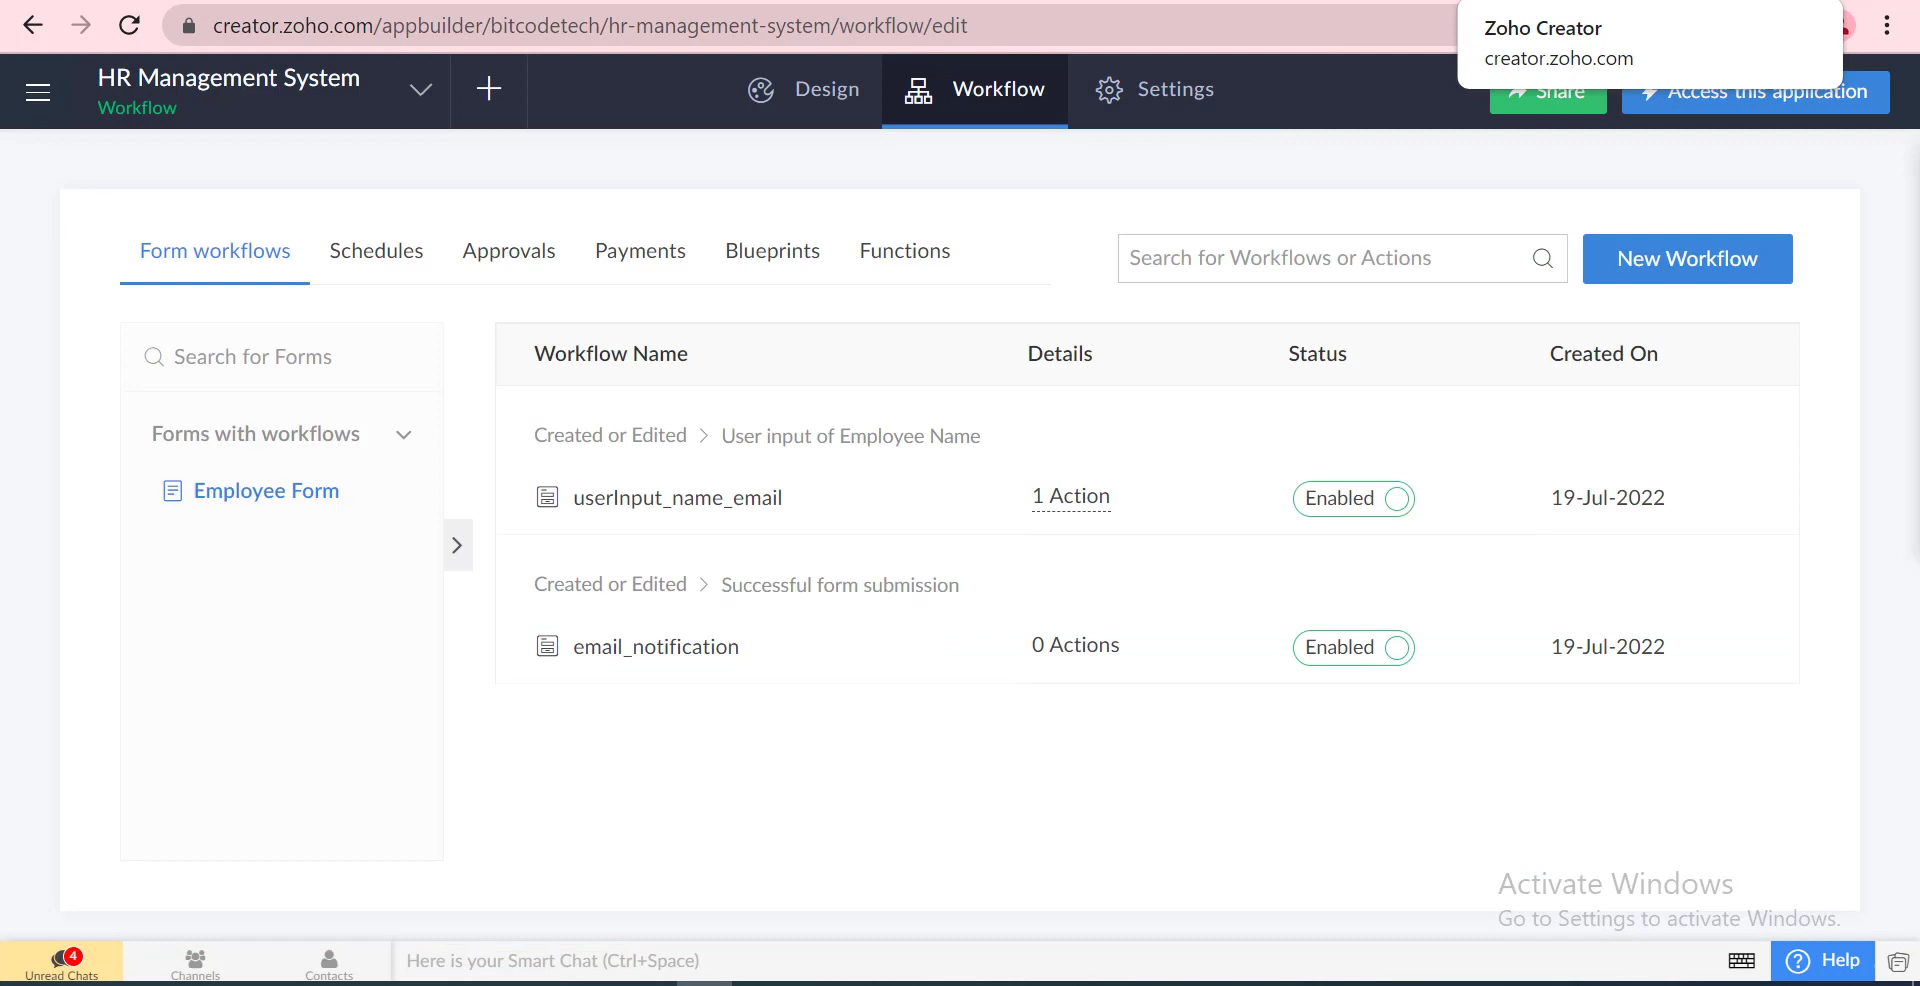 creator.zoho.com/appbuilder/bitcodetech/hr-management-system/workflow/edit
Zoho Creator
creator.zoho.com
HR Management System
Workflow
Design
Workflow
Settings
Share
Access this application
Form workflows
Schedules
Approvals
Payments
Blueprints
Functions
Search for Workflows or Actions
New Workflow
Search for Forms
Forms with workflows
Employee Form
Workflow Name
Details
Status
Created On
Created or Edited > User input of Employee Name
userInput_name_email
1 Action
Enabled
19-Jul-2022
Created or Edited > Successful form submission
email_notification
0 Actions
Enabled
19-Jul-2022
Activate Windows
Go to Settings to activate Windows.
4
Unread Chats
Channels
Contacts
Here is your Smart Chat (Ctrl+Space)
? Help